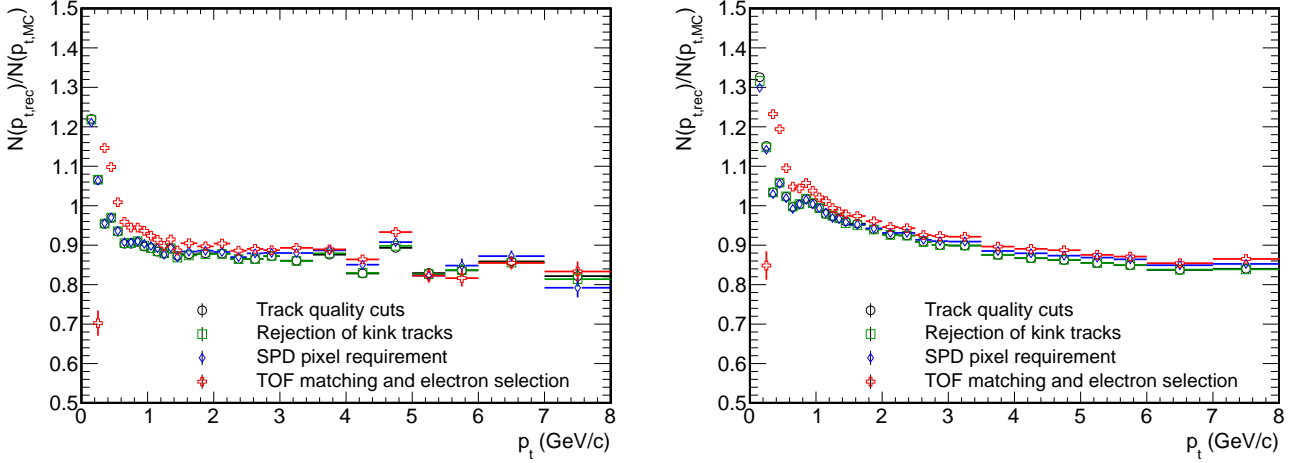 N(p_t,rec)/N(p_t,MC)
1.5
1.4
1.3
1.2
1.1
1
0.9
0.8
0.7
0.6
0.5
Track quality cuts
Rejection of kink tracks
SPD pixel requirement
TOF matching and electron selection
0 1 2 3 4 5 6 7 8
p_t (GeV/c)
N(p_t,rec)/N(p_t,MC)
1.5
1.4
1.3
1.2
1.1
1
0.9
0.8
0.7
0.6
0.5
Track quality cuts
Rejection of kink tracks
SPD pixel requirement
TOF matching and electron selection
0 1 2 3 4 5 6 7 8
p_t (GeV/c)